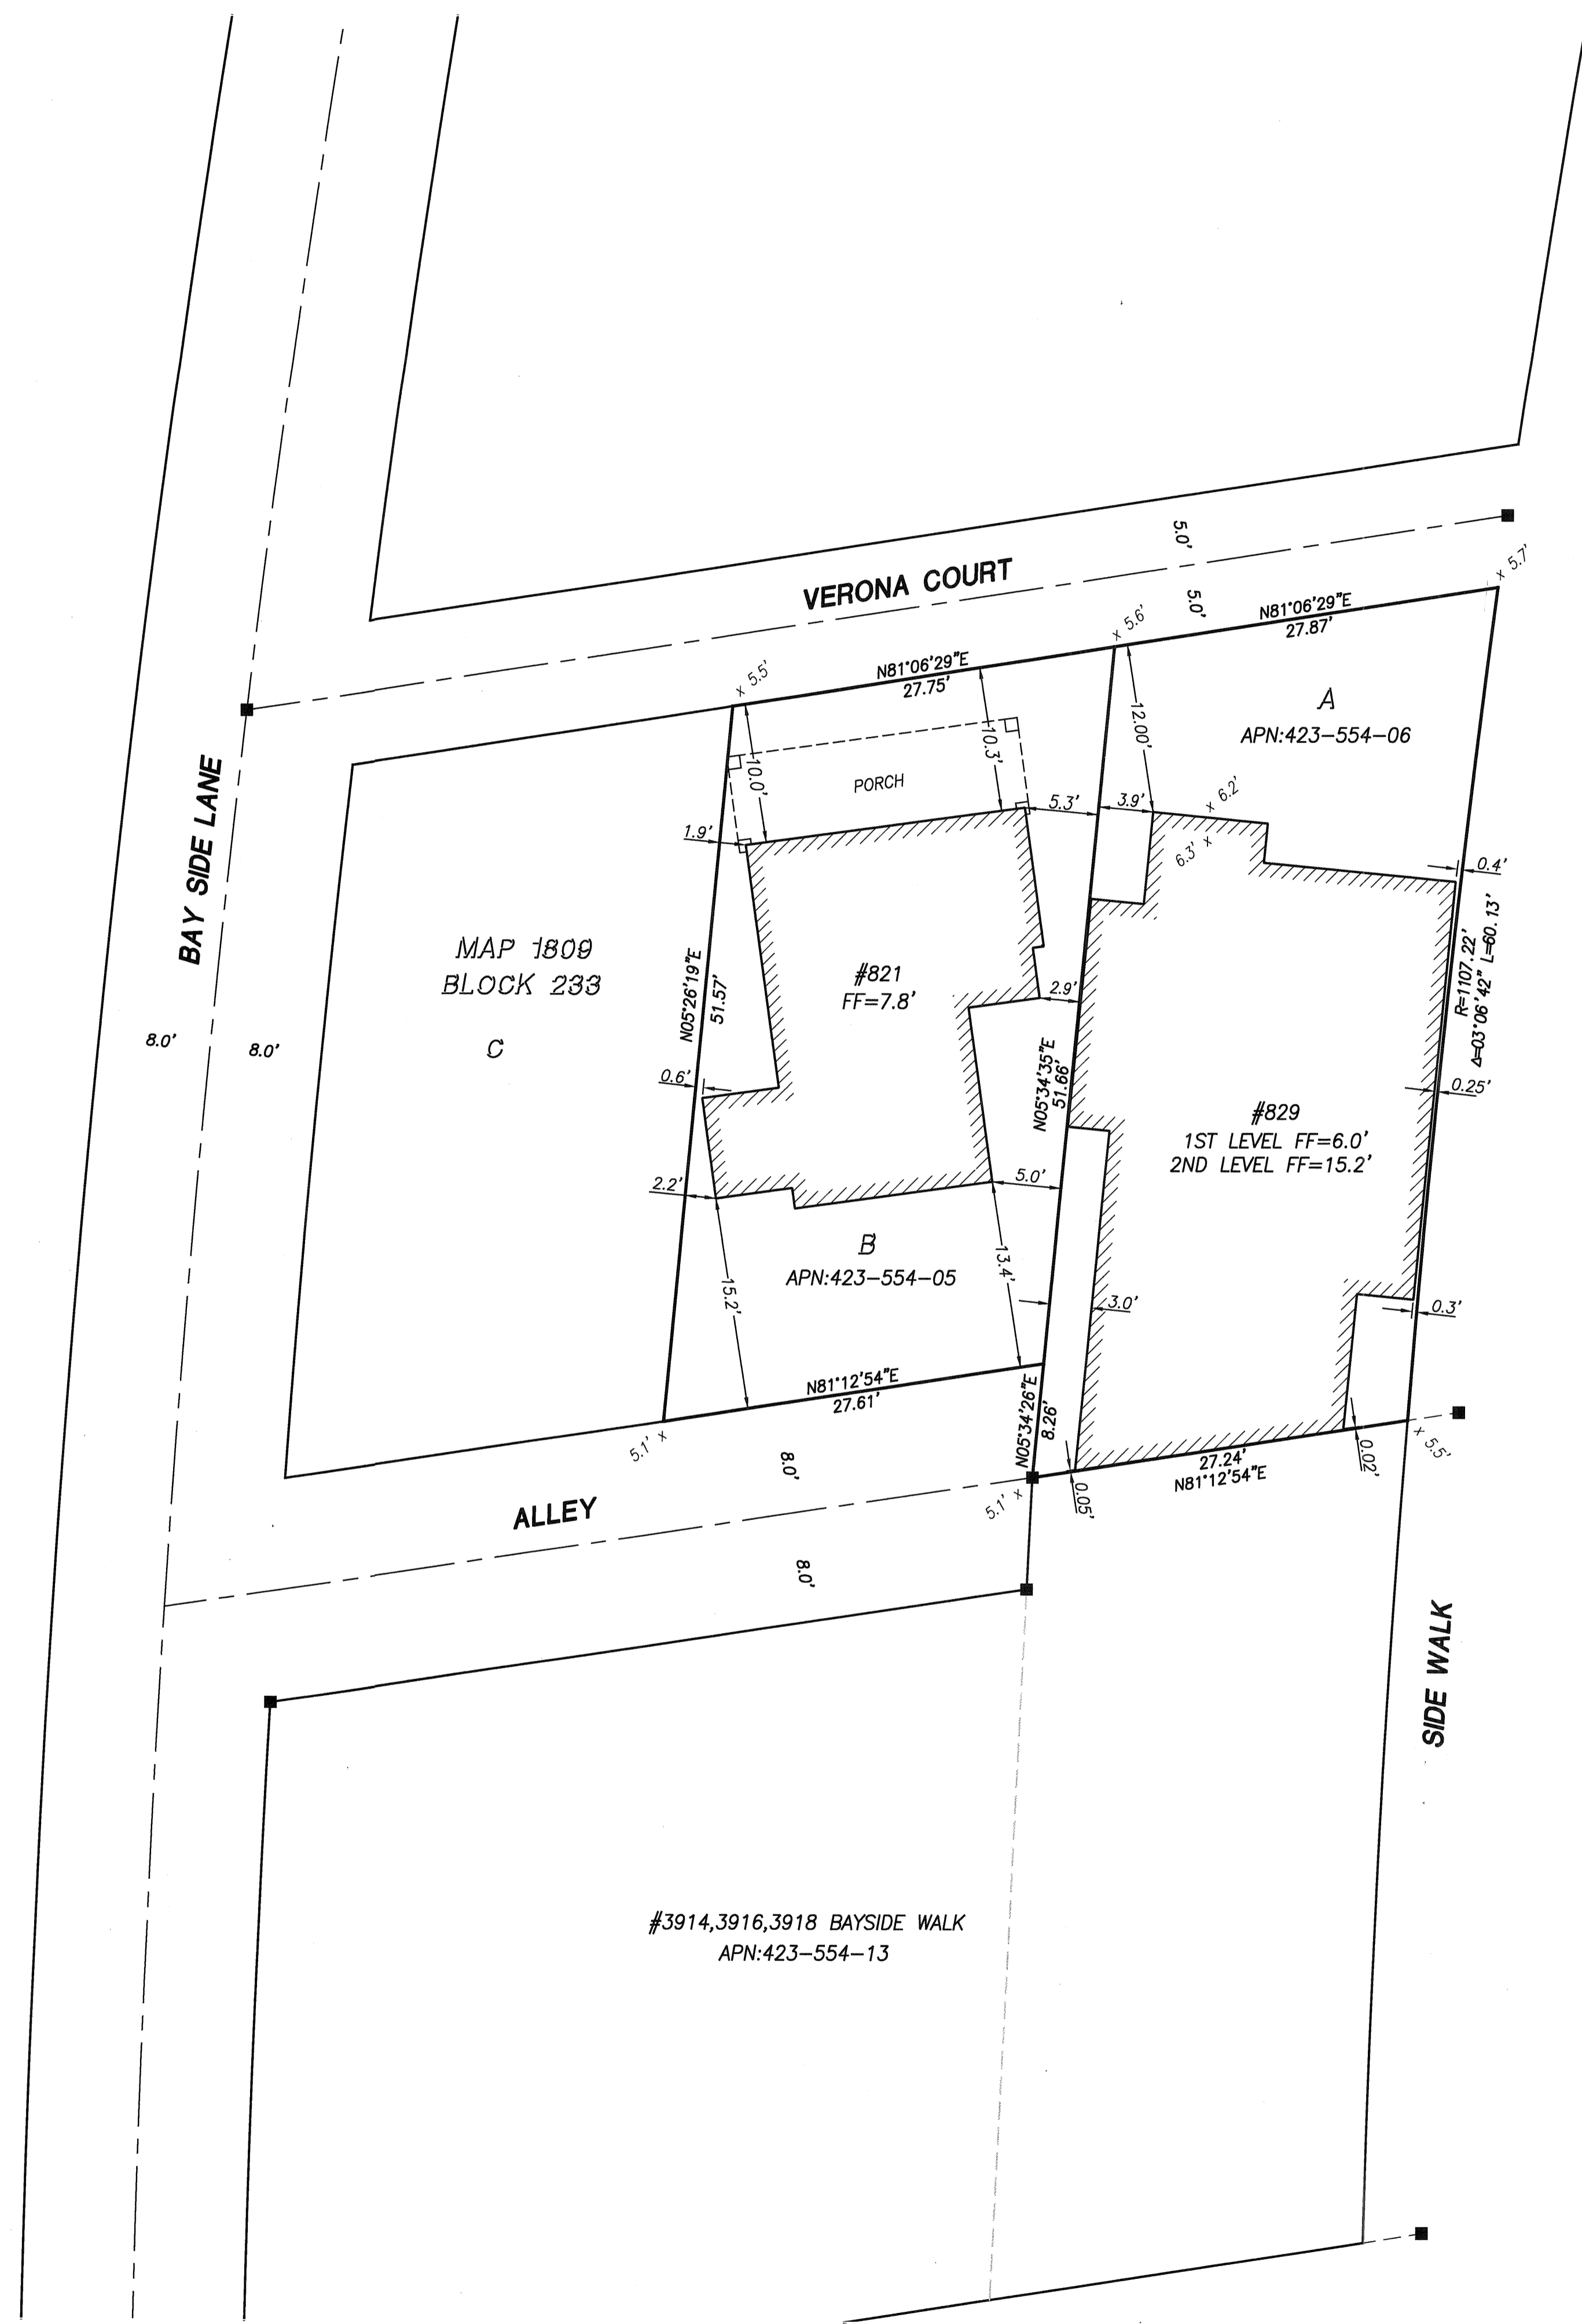 5.0'
x 5.7'
VERONA COURT
5.0'
N81°06'29"E
27.87'
x 5.6'
N81°06'29"E
27.75'
x 5.5'
A
APN:423-554-06
12.00'
10.3'
10.0'
PORCH
BAY SIDE LANE
5.3'
3.9'
x 6.2'
6.3' x
1.9'
0.4'
MAP 1809
BLOCK 233
C
#821
FF=7.8'
N05°26'19"E
51.57'
2.9'
R=1107.22'
Δ=03°06'42" L=60.13'
8.0'
8.0'
0.6'
N05°34'35"E
51.66'
0.25'
#829
1ST LEVEL FF=6.0'
2ND LEVEL FF=15.2'
2.2'
5.0'
B
APN:423-554-05
15.2'
13.4'
3.0'
0.3'
N81°12'54"E
27.61'
N05°34'26"E
8.26'
5.1' x
8.0'
27.24'
N81°12'54"E
0.02'
x 5.5'
ALLEY
5.1' x
0.05'
8.0'
SIDE WALK
#3914,3916,3918 BAYSIDE WALK
APN:423-554-13